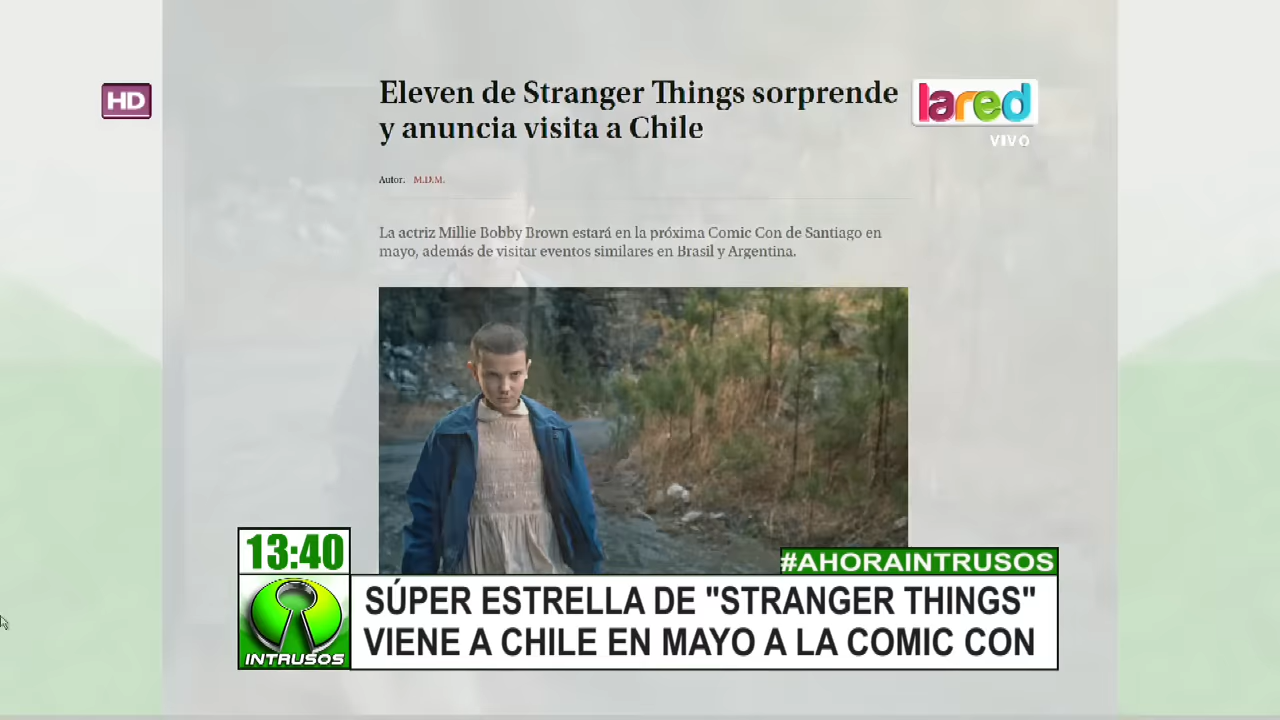 HD
Eleven de Stranger Things sorprende
y anuncia visita a Chile
lared
VIVO
Autor. M.D.M.
La actriz Millie Bobby Brown estará en la próxima Comic Con de Santiago en
mayo, además de visitar eventos similares en Brasil y Argentina.
13:40
#AHORAINTRUSOS
SÚPER ESTRELLA DE "STRANGER THINGS"
VIENE A CHILE EN MAYO A LA COMIC CON
INTRUSOS